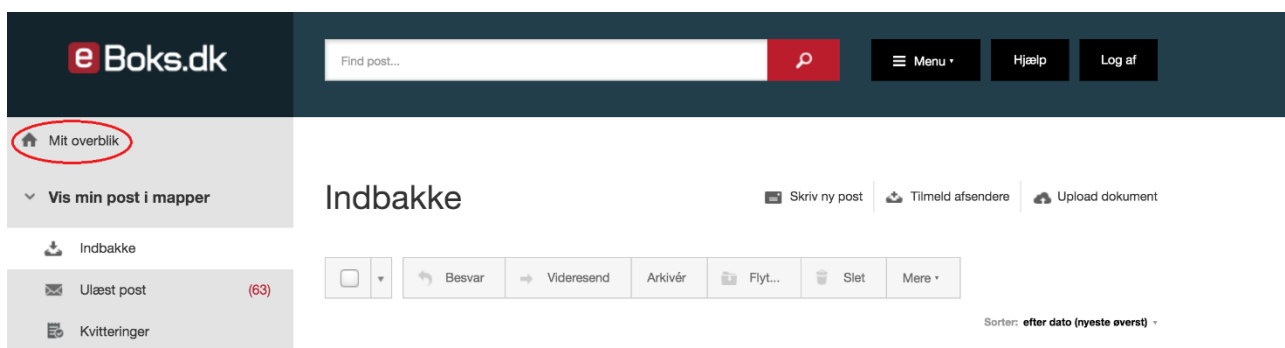 e Boks.dk
Find post...
Menu
Hjælp
Log af
Mit overblik
Vis min post i mapper
Indbakke
Skriv ny post
Tilmeld afsendere
Upload dokument
Indbakke
Besvar
Videresend
Arkivér
Flyt...
Slet
Mere
Ulæst post (63)
Kvitteringer
Sorter: efter dato (nyeste øverst)